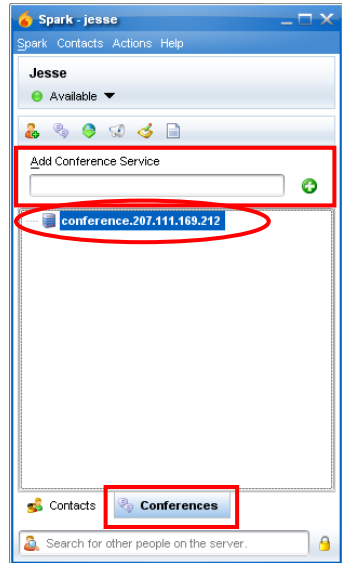 Spark - jesse
Spark Contacts Actions Help
Jesse
Available
Add Conference Service
conference.207.111.169.212
Contacts Conferences
Search for other people on the server.